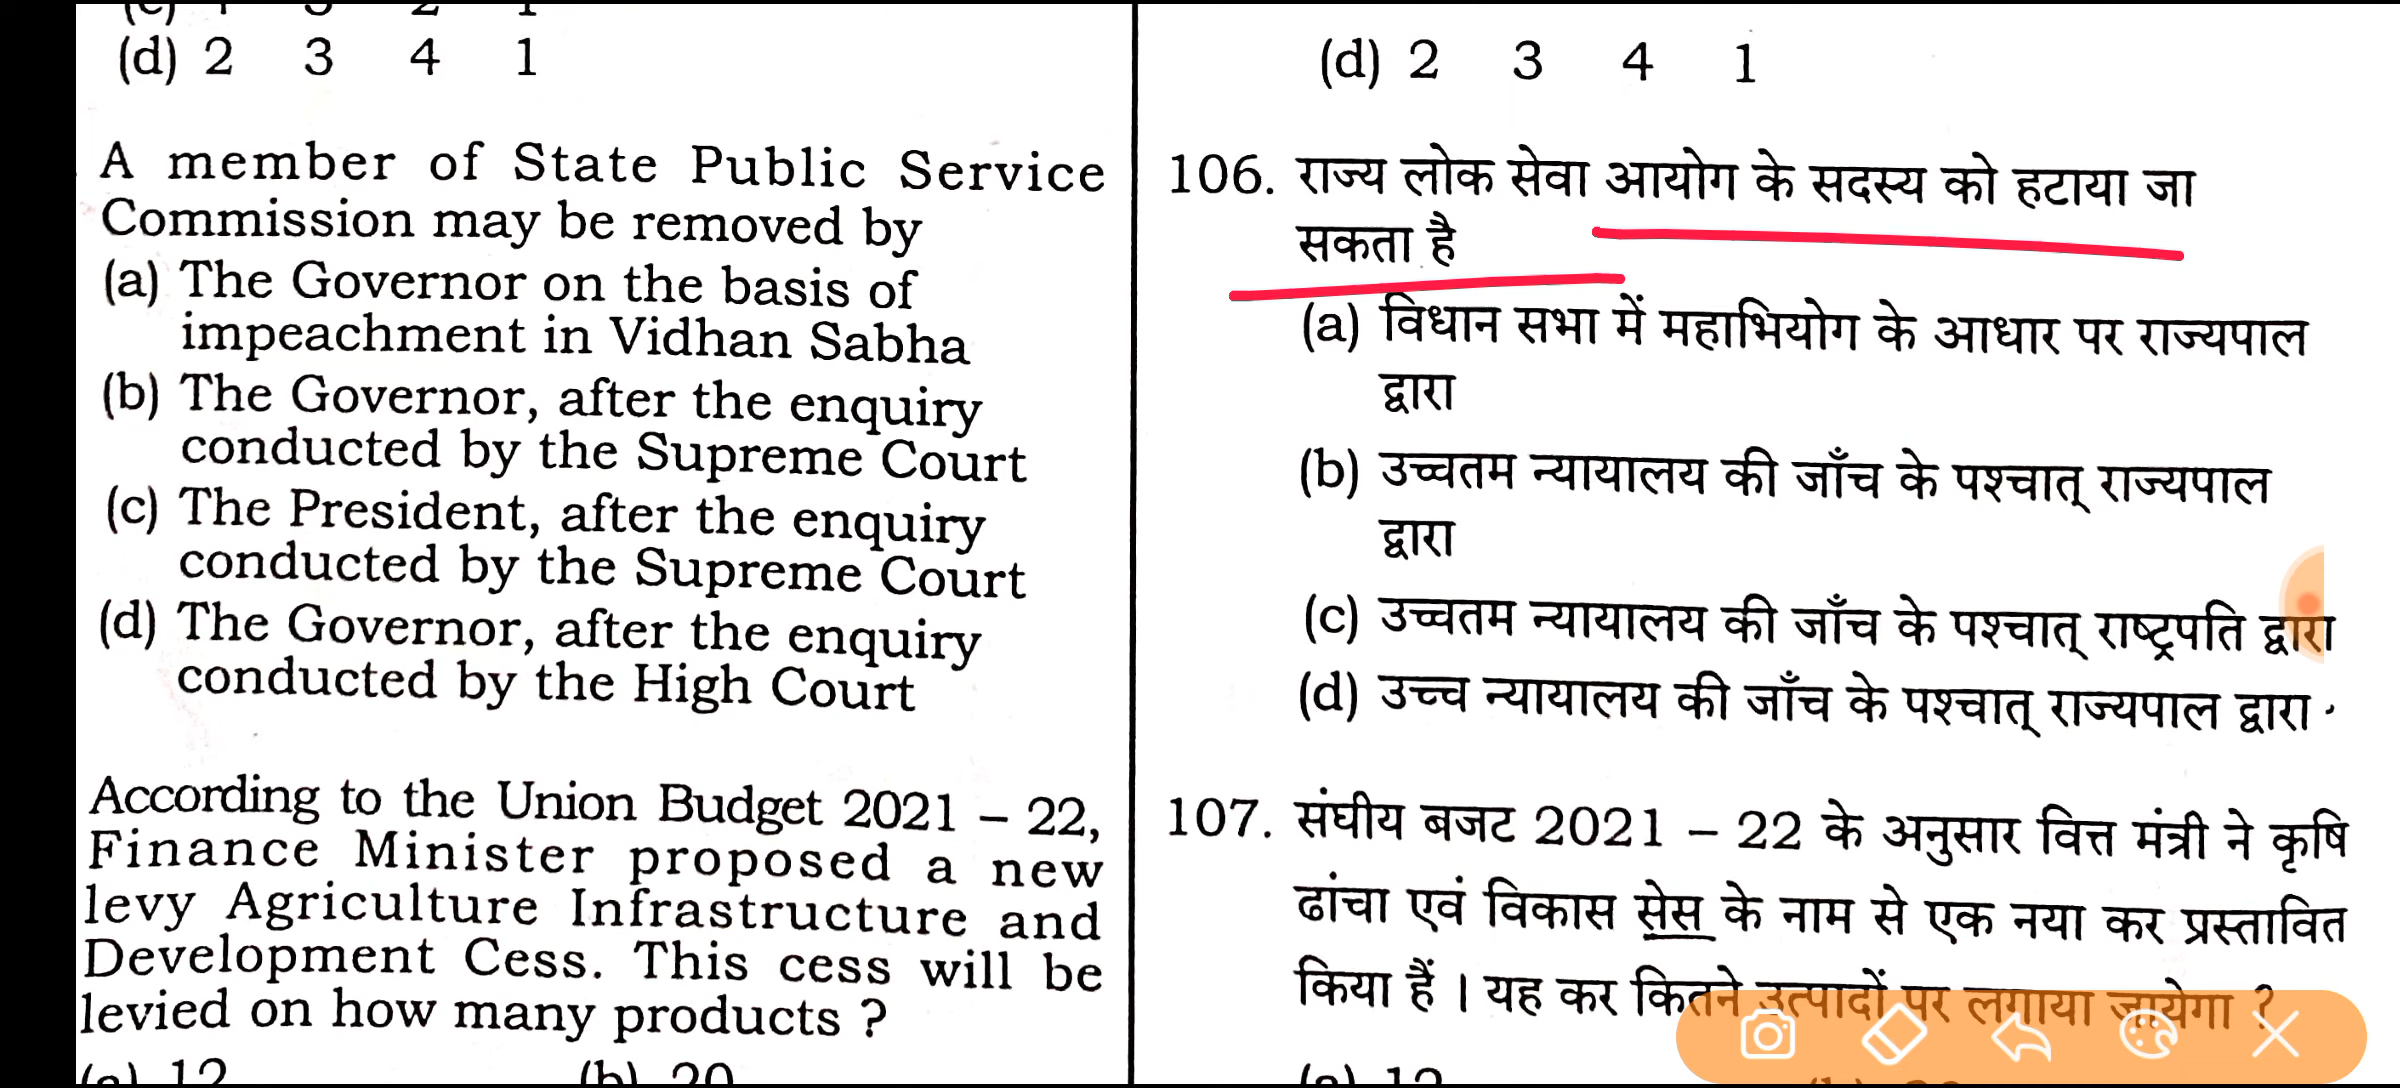 (d) 2 3 4 1
A member of State Public Service
Commission may be removed by
(a) The Governor on the basis of
impeachment in Vidhan Sabha
(b) The Governor, after the enquiry
conducted by the Supreme Court
(c) The President, after the enquiry
conducted by the Supreme Court
(d) The Governor, after the enquiry
conducted by the High Court
According to the Union Budget 2021 – 22,
Finance Minister proposed a new
levy Agriculture Infrastructure and
Development Cess. This cess will be
levied on how many products ?
(d) 2 3 4 1
106. राज्य लोक सेवा आयोग के सदस्य को हटाया जा
सकता है
(a) विधान सभा में महाभियोग के आधार पर राज्यपाल
द्वारा
(b) उच्चतम न्यायालय की जाँच के पश्चात् राज्यपाल
द्वारा
(c) उच्चतम न्यायालय की जाँच के पश्चात् राष्ट्रपति द्वारा
(d) उच्च न्यायालय की जाँच के पश्चात् राज्यपाल द्वारा
107. संघीय बजट 2021 – 22 के अनुसार वित्त मंत्री ने कृषि
ढांचा एवं विकास सेस के नाम से एक नया कर प्रस्तावित
किया हैं । यह कर कितने उत्पादों पर लगाया जायेगा ?